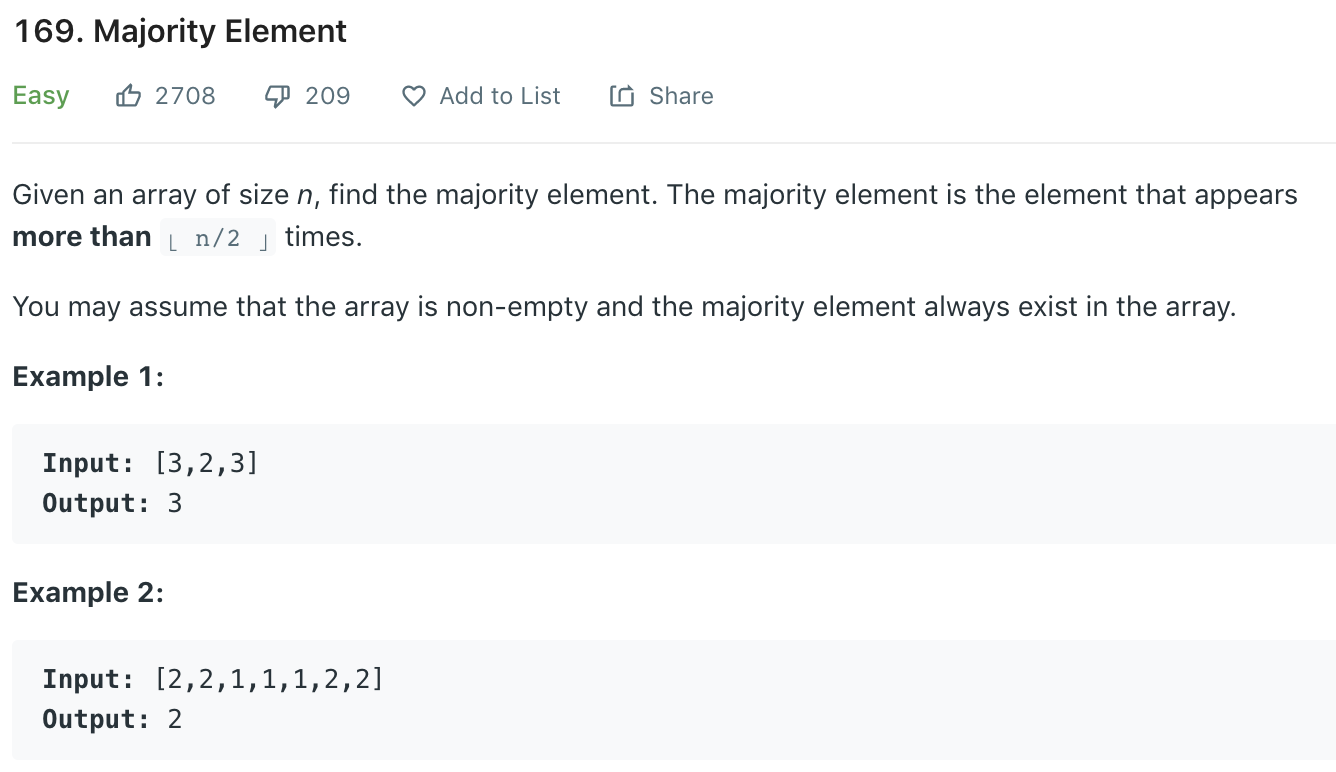 169. Majority Element
Easy 2708 209 Add to List Share
Given an array of size n, find the majority element. The majority element is the element that appears
more than ⌊ n/2 ⌋ times.
You may assume that the array is non-empty and the majority element always exist in the array.
Example 1:
Input: [3,2,3]
Output: 3
Example 2:
Input: [2,2,1,1,1,2,2]
Output: 2